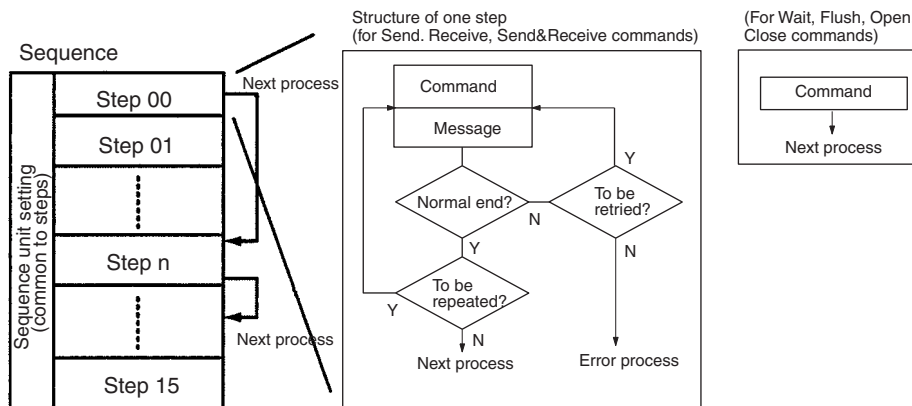 Sequence
Sequence unit setting
(common to steps)
Step 00
Step 01
Step n
Step 15
Next process
Next process
Structure of one step
(for Send. Receive, Send&Receive commands)
Command
Message
Normal end?
N
Y
To be
retried?
Y
N
To be
repeated?
Y
N
Next process
Error process
(For Wait, Flush, Open
Close commands)
Command
Next process